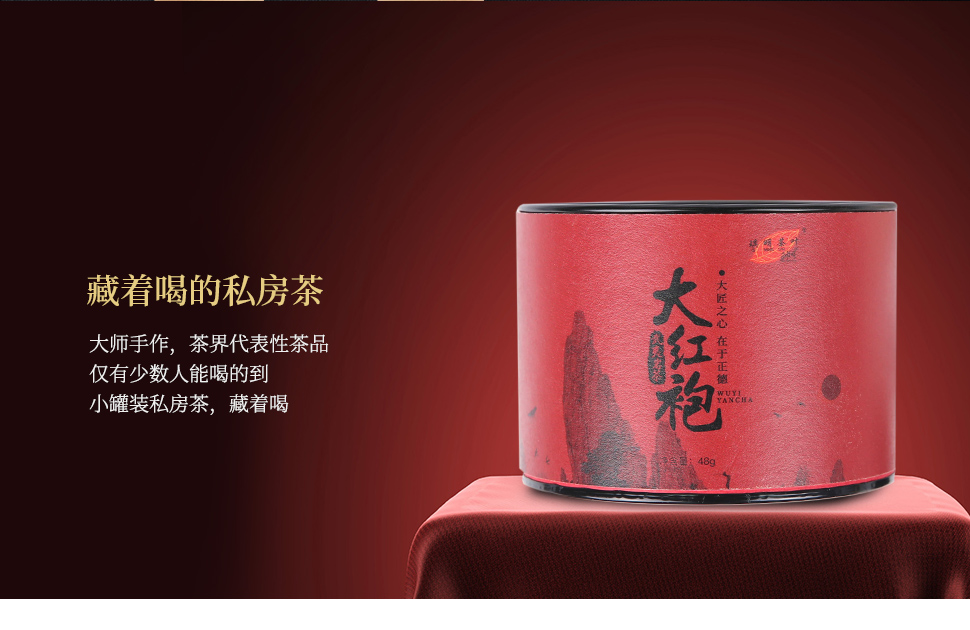 藏着喝的私房茶
大师手作，茶界代表性茶品
仅有少数人能喝的到
小罐装私房茶，藏着喝
大红袍
大匠之心 在于正德
WUYI
YANCHA
48g